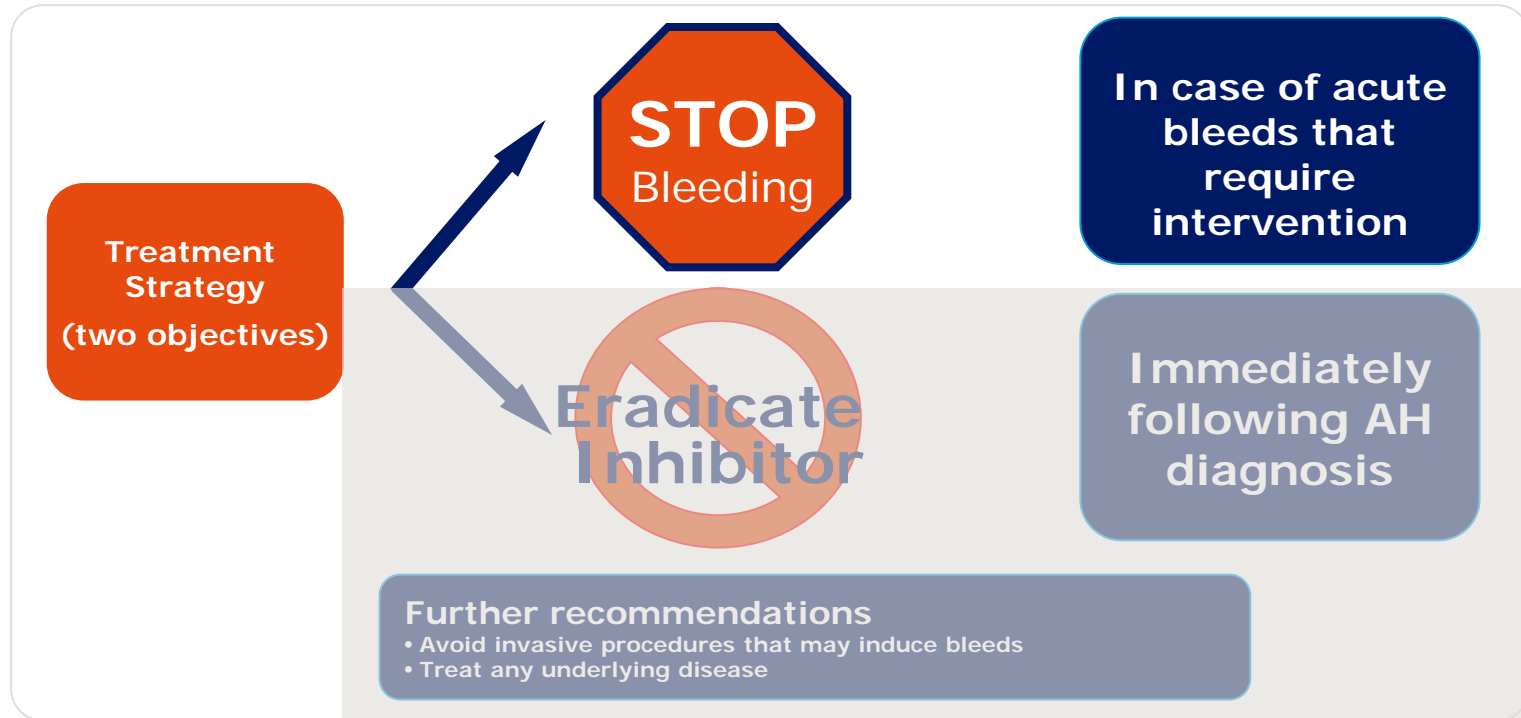 Treatment
Strategy
(two objectives)
STOP
Bleeding
In case of acute
bleeds that
require
intervention
Eradicate
Inhibitor
Immediately
following AH
diagnosis
Further recommendations
• Avoid invasive procedures that may induce bleeds
• Treat any underlying disease